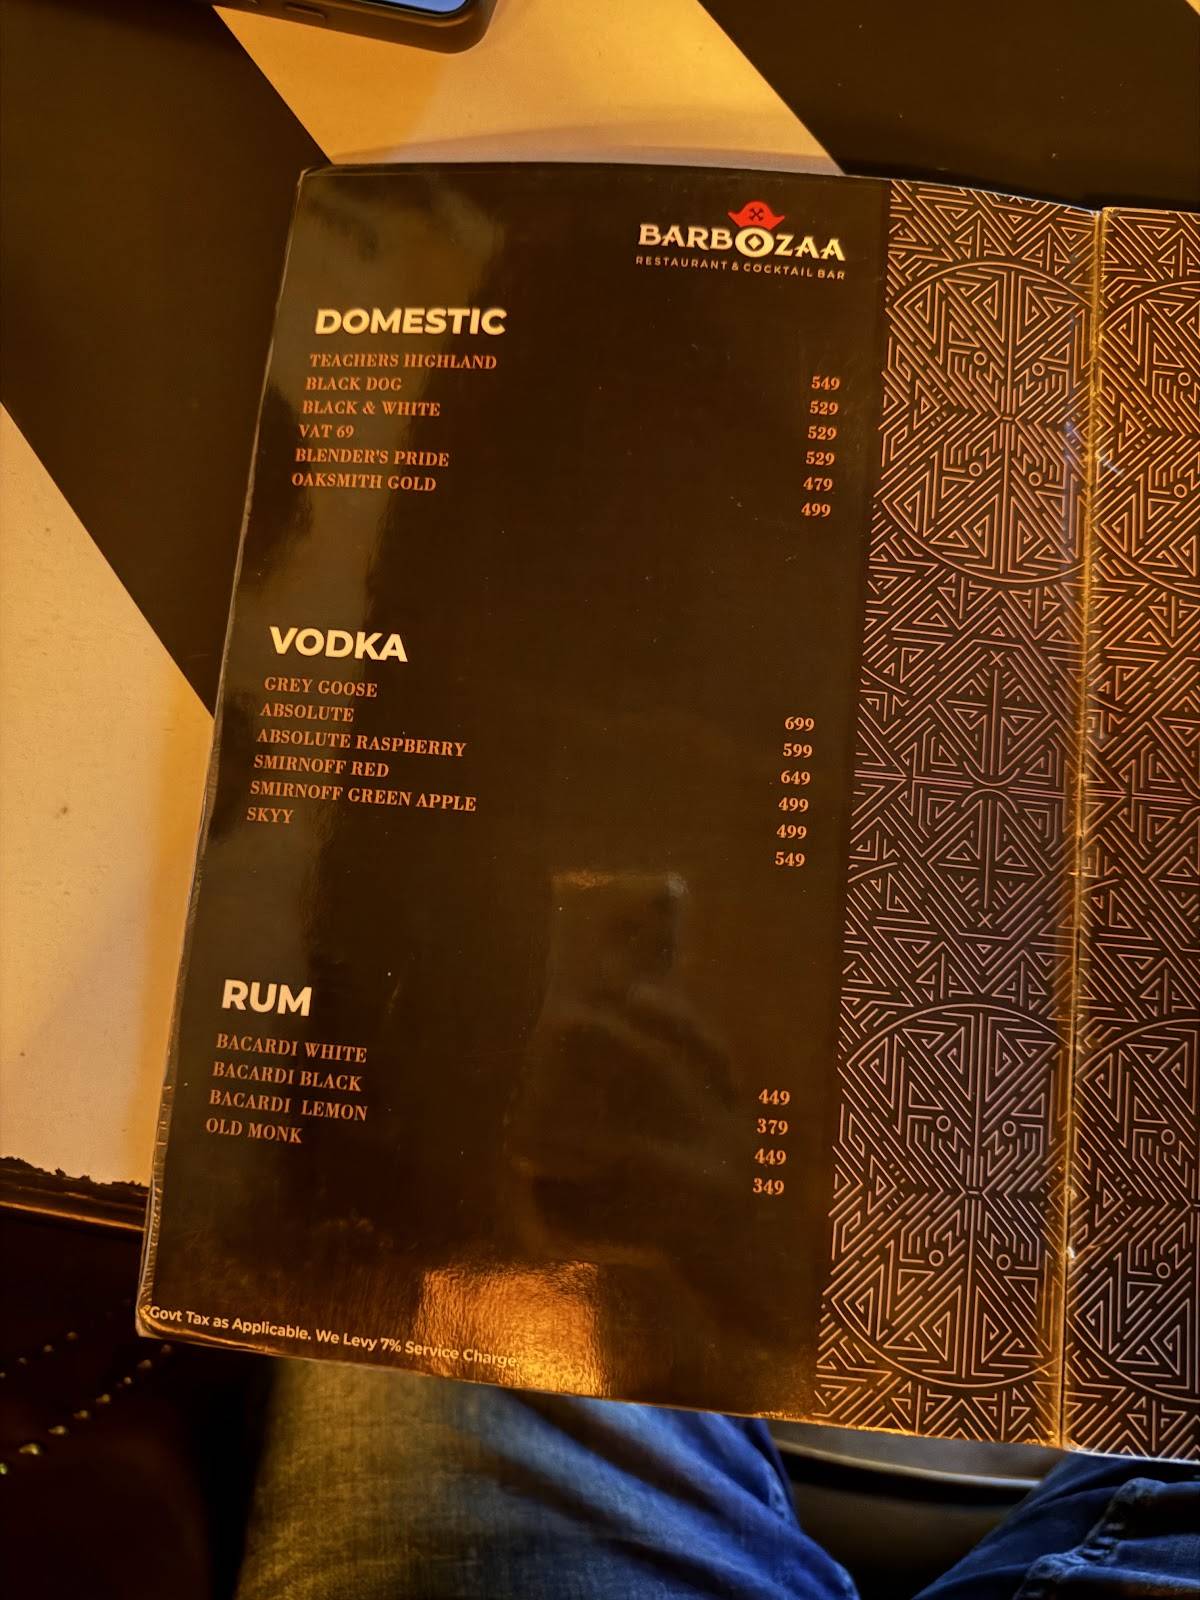 BARBOZAA
RESTAURANT & COCKTAIL BAR
DOMESTIC
TEACHERS HIGHLAND 549
BLACK DOG 529
BLACK & WHITE 529
VAT 69 529
BLENDER'S PRIDE 479
OAKSMITH GOLD 499
VODKA
GREY GOOSE 699
ABSOLUTE 599
ABSOLUTE RASPBERRY 649
SMIRNOFF RED 499
SMIRNOFF GREEN APPLE 499
SKYY 549
RUM
BACARDI WHITE 449
BACARDI BLACK 379
BACARDI LEMON 449
OLD MONK 349
*Govt Tax as Applicable. We Levy 7% Service Charge*